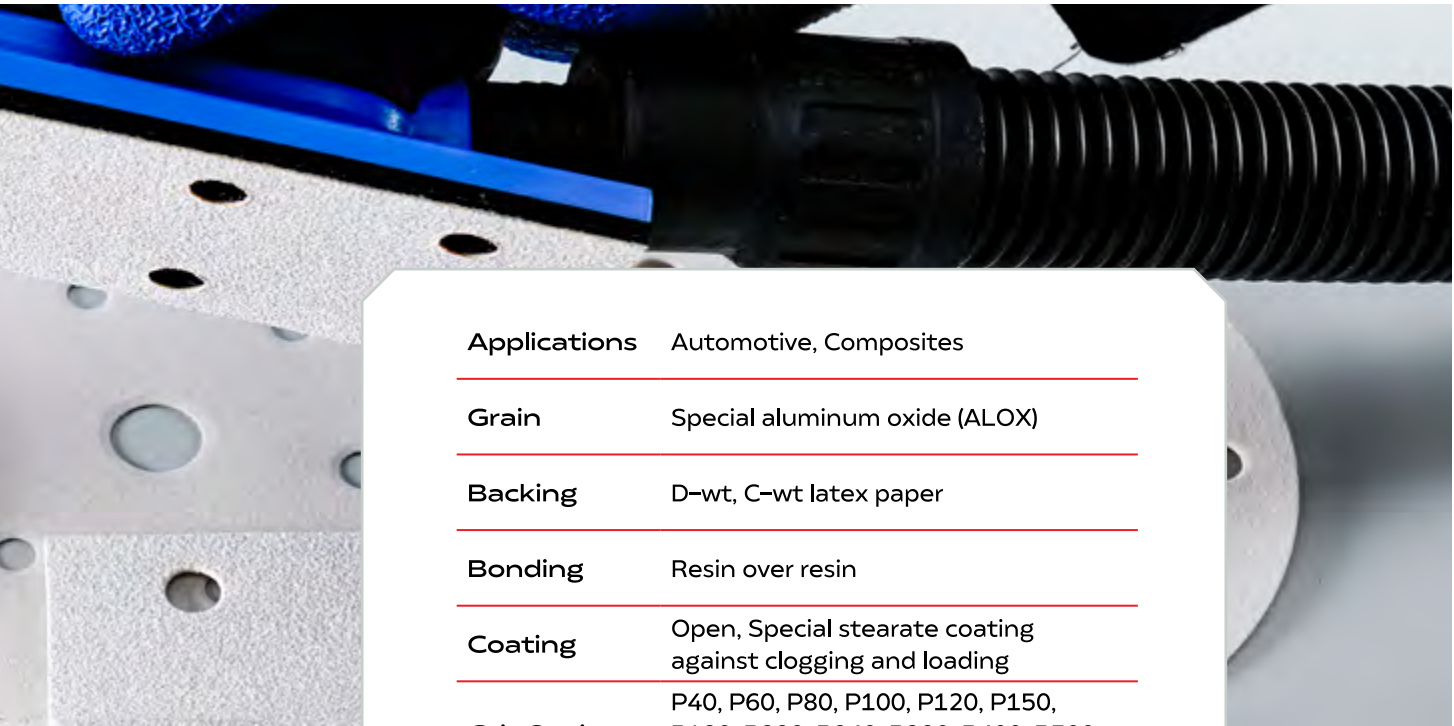 Applications Automotive, Composites
Grain Special aluminum oxide (ALOX)
Backing D-wt, C-wt latex paper
Bonding Resin over resin
Coating Open, Special stearate coating
against clogging and loading
P40, P60, P80, P100, P120, P150,